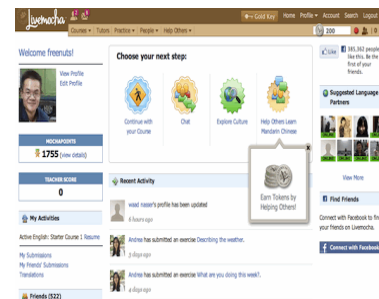 Livemocha
Gold Key Home Profile Account Search Logout
Courses Tutors Practice People Help Others
200 0
Welcome freenuts!
View Profile
Edit Profile
MOCHAPOINTS
1755 (view details)
TEACHER SCORE
0
My Activities
Active English: Starter Course 1 Resume
My Submissions
My Friends' Submissions
Translations
Friends (522)
Choose your next step:
Continue with
your Course
Chat
Explore Culture
Help Others Learn
Mandarin Chinese
Earn Tokens by
Helping Others!
Recent Activity
waad nasser's profile has been updated
6 hours ago
Andrea has submitted an exercise Describing the weather.
3 days ago
Andrea has submitted an exercise What are you doing this week?.
4 days ago
Like 385,362 people
like this. Be the
first of your
friends.
Suggested Language
Partners
View More
Find Friends
Connect with Facebook to fin
your friends on Livemocha.
Connect with Facebook